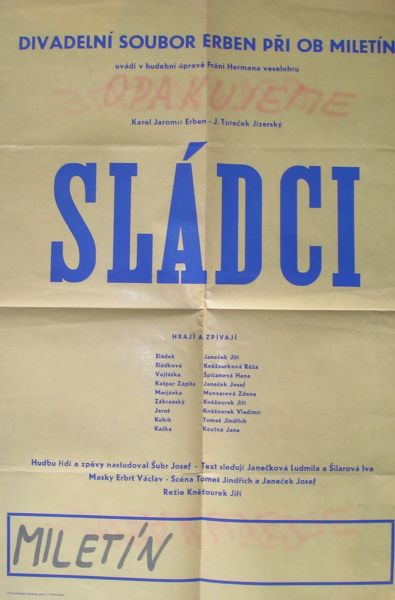 DIVADELNÍ SOUBOR ERBEN PŘI OB MILETÍN
uvádí v hudební úpravě Fráni Hermana veselohru
OPAKUJEME
Karel Jaromír Erben - J. Tureček Jizerský
SLÁDCI
HRAJÍ A ZPÍVAJÍ
Sládek Janeček Jiří
Sládková Kněžourková Růža
Vojtěška Špičanová Hana
Kašpar Zápita Janeček Josef
Marjánka Munzarová Zdena
Zábranský Kněžourek Jiří
Jaroš Kněžourek Vladimír
Kubík Tomeš Jindřich
Kačka Koutná Jana
Hudbu řídí a zpěvy nastudoval Šubr Josef - Text sledují Janečková Ludmila a Šilarová Iva
Masky Erbrt Václav - Scéna Tomeš Jindřich a Janeček Josef
Režie Kněžourek Jiří
MILETÍN